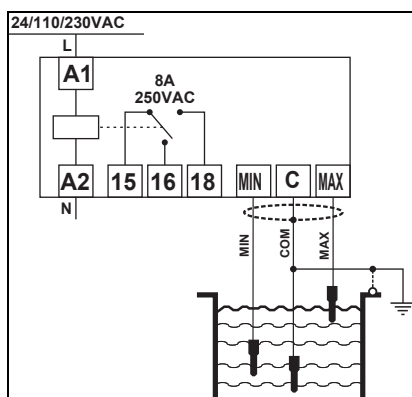 24/110/230VAC
L
A1
8A
250VAC
A2
15
16
18
MIN
C
MAX
N
MIN
COM
MAX